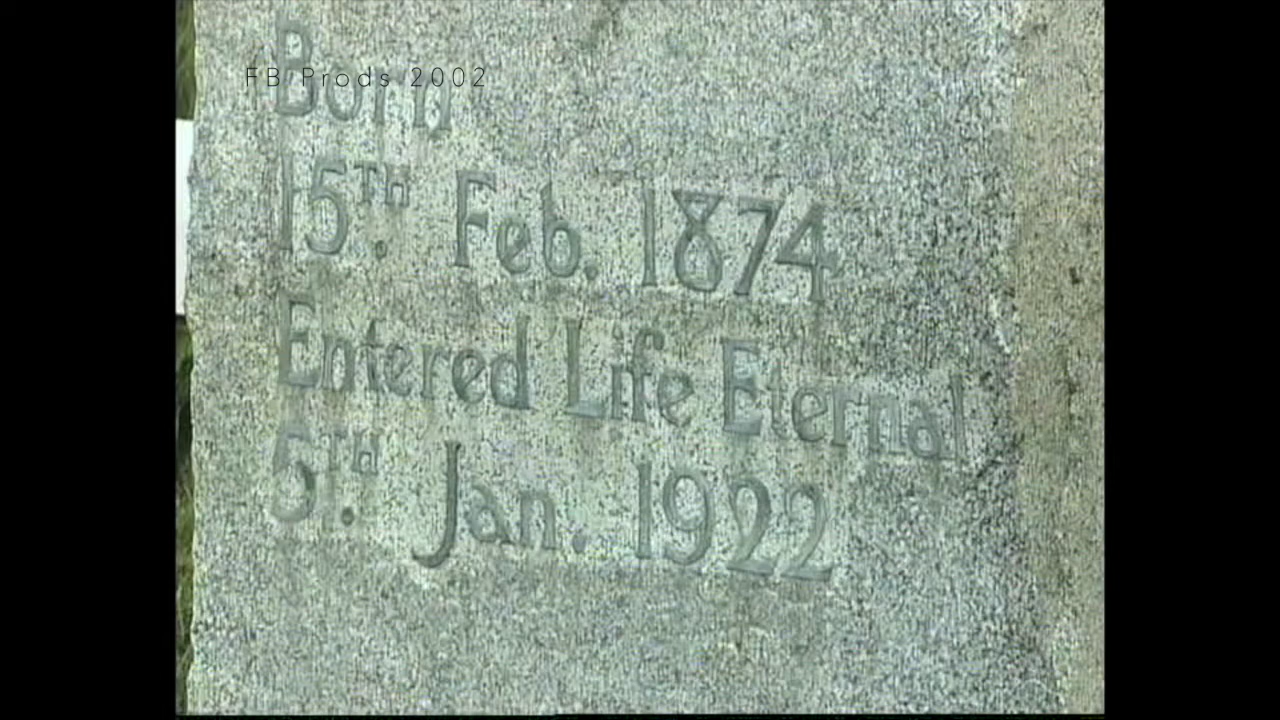 FB Prods 2002
Born
15TH. Feb. 1874
Entered Life Eternal
5TH. Jan. 1922